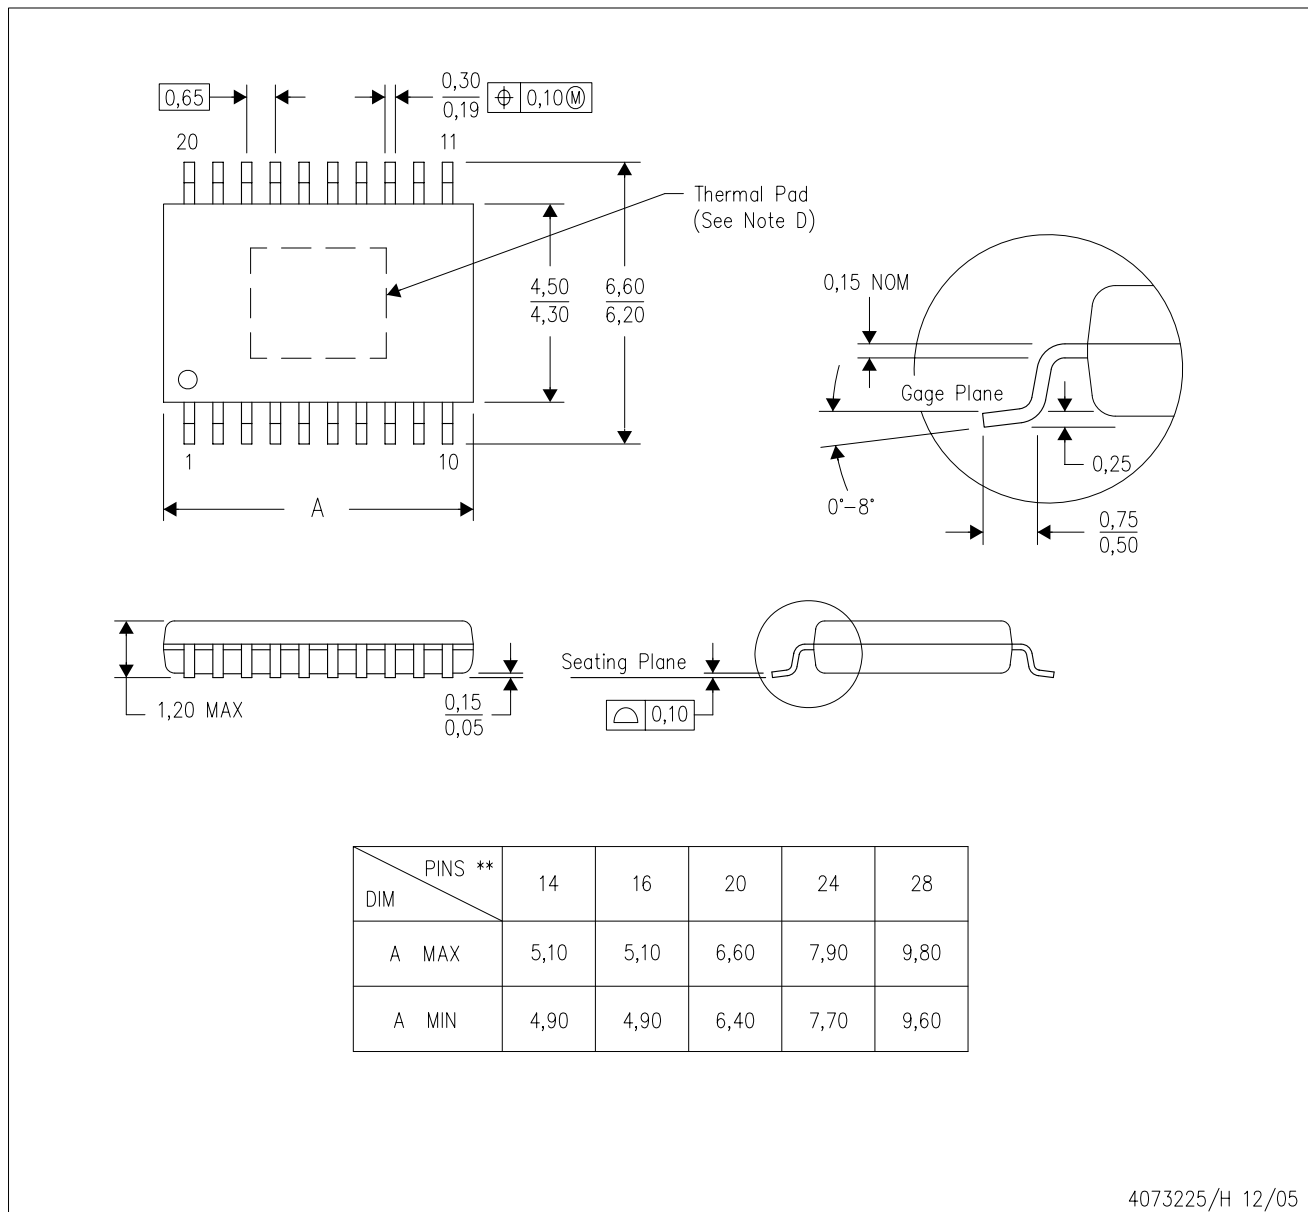 0,65
0,30
0,19
⌖ 0,10 Ⓜ
20
11
Thermal Pad
(See Note D)
4,50
4,30
6,60
6,20
0,15 NOM
Gage Plane
0,25
0°–8°
0,75
0,50
1
10
A
Seating Plane
1,20 MAX
0,15
0,05
⌓ 0,10
PINS **
DIM
14 16 20 24 28
A MAX 5,10 5,10 6,60 7,90 9,80
A MIN 4,90 4,90 6,40 7,70 9,60
4073225/H 12/05